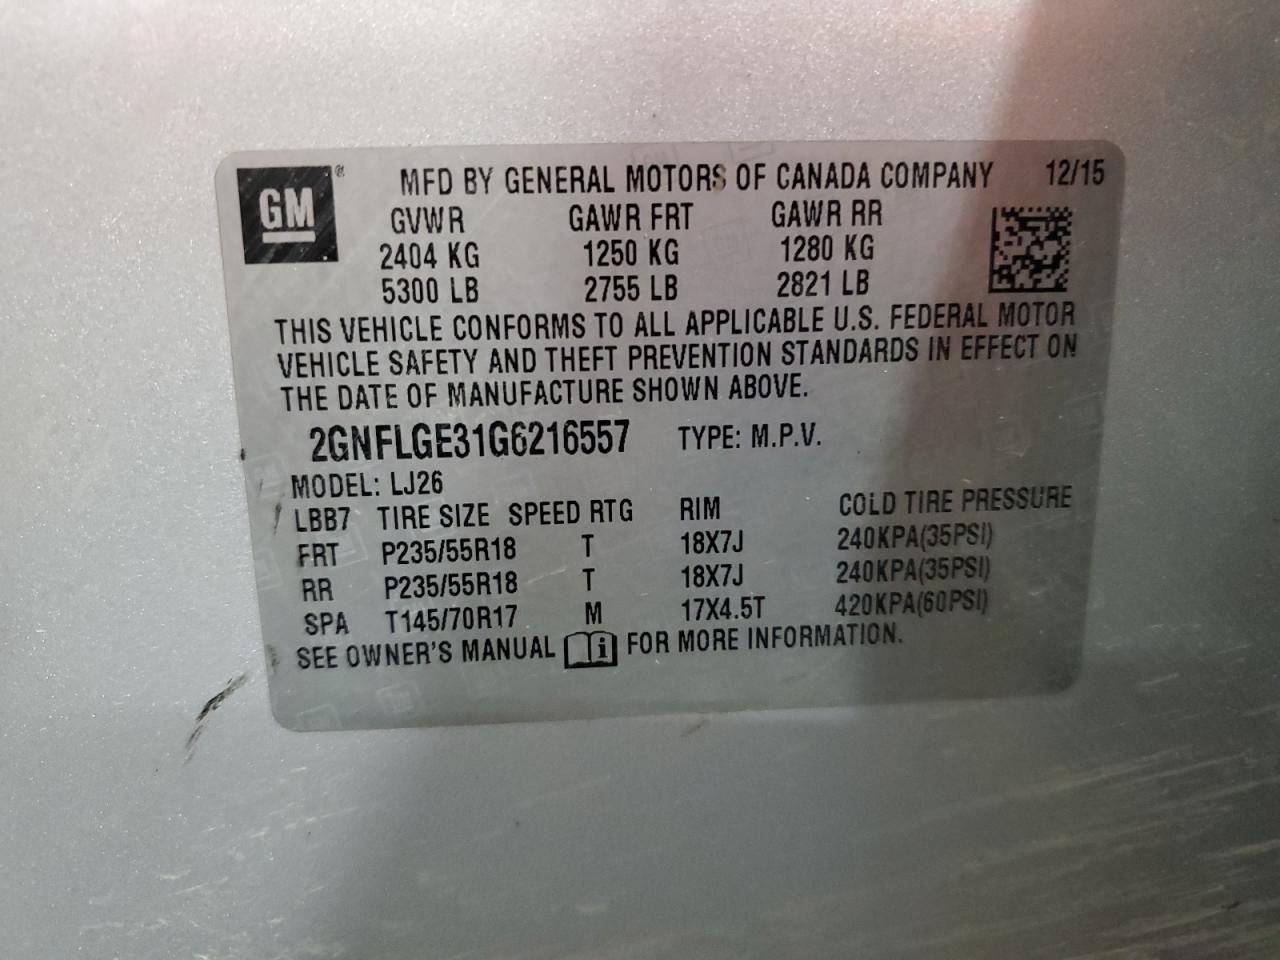 GM® MFD BY GENERAL MOTORS OF CANADA COMPANY 12/15
GVWR GAWR FRT GAWR RR
2404 KG 1250 KG 1280 KG
5300 LB 2755 LB 2821 LB
THIS VEHICLE CONFORMS TO ALL APPLICABLE U.S. FEDERAL MOTOR
VEHICLE SAFETY AND THEFT PREVENTION STANDARDS IN EFFECT ON
THE DATE OF MANUFACTURE SHOWN ABOVE.
2GNFLGE31G6216557 TYPE: M.P.V.
MODEL: LJ26
LBB7 TIRE SIZE SPEED RTG RIM COLD TIRE PRESSURE
FRT P235/55R18 T 18X7J 240KPA(35PSI)
RR P235/55R18 T 18X7J 240KPA(35PSI)
SPA T145/70R17 M 17X4.5T 420KPA(60PSI)
SEE OWNER'S MANUAL i FOR MORE INFORMATION.